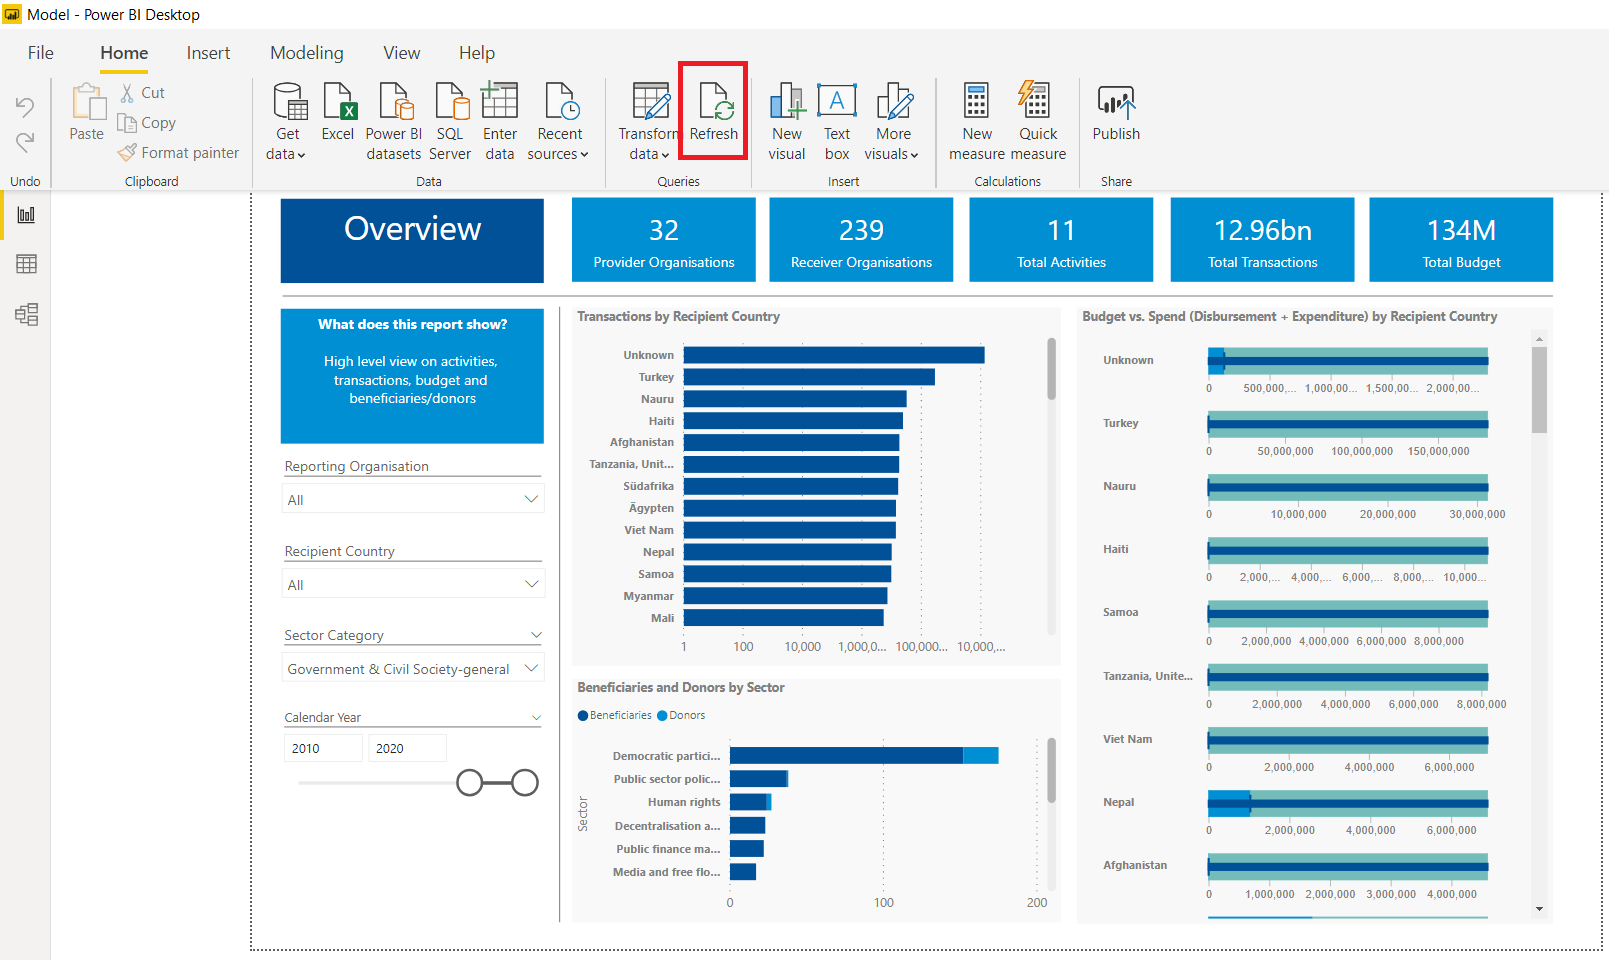 Model - Power BI Desktop
File Home Insert Modeling View Help
Paste
Cut
Copy
Format painter
Get data
Excel
Power BI datasets
SQL Server
Enter data
Recent sources
Transform data
Refresh
New visual
Text box
More visuals
New measure
Quick measure
Publish
Undo Clipboard Data Queries Insert Calculations Share
Overview
32
Provider Organisations
239
Receiver Organisations
11
Total Activities
12.96bn
Total Transactions
134M
Total Budget
What does this report show?
High level view on activities,
transactions, budget and
beneficiaries/donors
Reporting Organisation
All
Recipient Country
All
Sector Category
Government & Civil Society-general
Calendar Year
2010 2020
Transactions by Recipient Country
Unknown
Turkey
Nauru
Haiti
Afghanistan
Tanzania, Unit...
Südafrika
Ägypten
Viet Nam
Nepal
Samoa
Myanmar
Mali
1 100 10,000 1,000,0... 100,000... 10,000,...
Beneficiaries and Donors by Sector
Beneficiaries Donors
Sector
Democratic partici...
Public sector polic...
Human rights
Decentralisation a...
Public finance ma...
Media and free flo...
0 100 200
Budget vs. Spend (Disbursement + Expenditure) by Recipient Country
Unknown
0 500,000,... 1,000,00... 1,500,00... 2,000,00...
Turkey
0 50,000,000 100,000,000 150,000,000
Nauru
0 10,000,000 20,000,000 30,000,000
Haiti
0 2,000,... 4,000,... 6,000,... 8,000,... 10,000...
Samoa
0 2,000,000 4,000,000 6,000,000 8,000,000
Tanzania, Unite...
0 2,000,000 4,000,000 6,000,000 8,000,000
Viet Nam
0 2,000,000 4,000,000 6,000,000
Nepal
0 2,000,000 4,000,000 6,000,000
Afghanistan
0 1,000,000 2,000,000 3,000,000 4,000,000